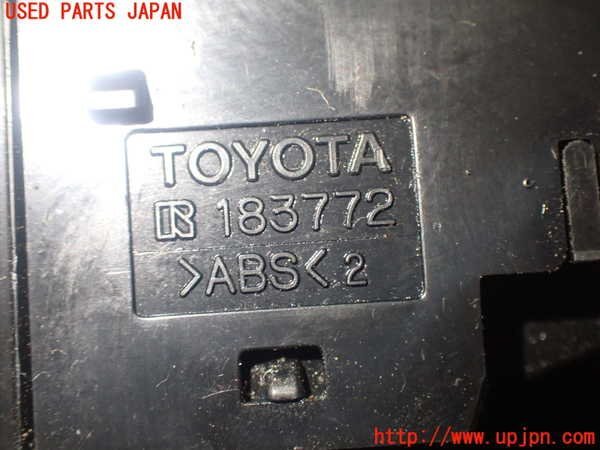 USED PARTS JAPAN
TOYOTA
R 183772
>ABS< 2
http://www.upjpn.com/